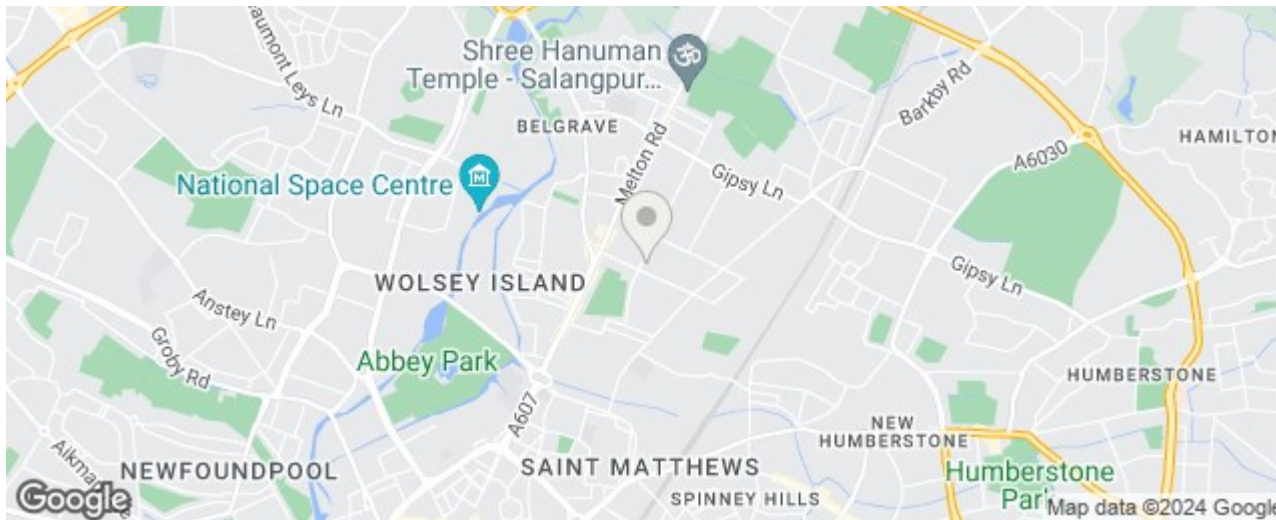 Beaumont Leys Ln
Shree Hanuman
Temple - Salangpur...
BELGRAVE
Melton Rd
Barkby Rd
A6030
HAMILTON
National Space Centre
Gipsy Ln
WOLSEY ISLAND
Gipsy Ln
Anstey Ln
Groby Rd
Abbey Park
HUMBERSTONE
A607
NEW
HUMBERSTONE
NEWFOUNDPOOL
SAINT MATTHEWS
Humberstone
Park
SPINNEY HILLS
Google
Map data ©2024 Google